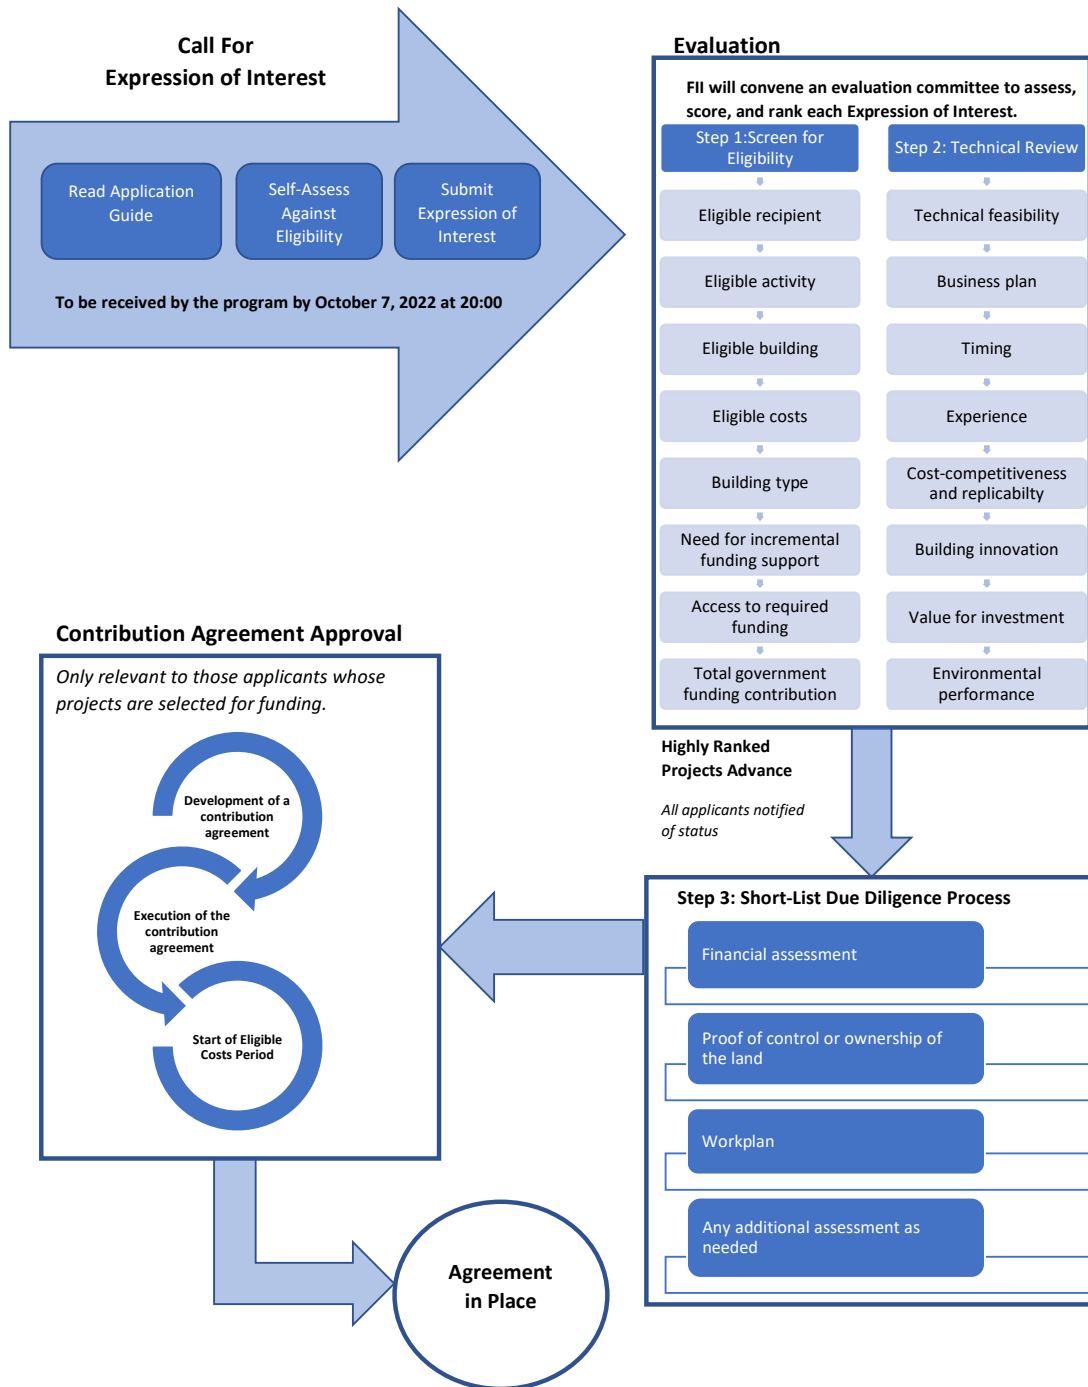 Call For
Expression of Interest
Read Application
Guide
Self-Assess
Against
Eligibility
Submit
Expression of
Interest
To be received by the program by October 7, 2022 at 20:00
Evaluation
FII will convene an evaluation committee to assess,
score, and rank each Expression of Interest.
Step 1:Screen for
Eligibility
Eligible recipient
Eligible activity
Eligible building
Eligible costs
Building type
Need for incremental
funding support
Access to required
funding
Total government
funding contribution
Step 2: Technical Review
Technical feasibility
Business plan
Timing
Experience
Cost-competitiveness
and replicabilty
Building innovation
Value for investment
Environmental
performance
Highly Ranked
Projects Advance
All applicants notified
of status
Step 3: Short-List Due Diligence Process
Financial assessment
Proof of control or ownership of
the land
Workplan
Any additional assessment as
needed
Contribution Agreement Approval
Only relevant to those applicants whose
projects are selected for funding.
Development of a
contribution
agreement
Execution of the
contribution
agreement
Start of Eligible
Costs Period
Agreement
in Place